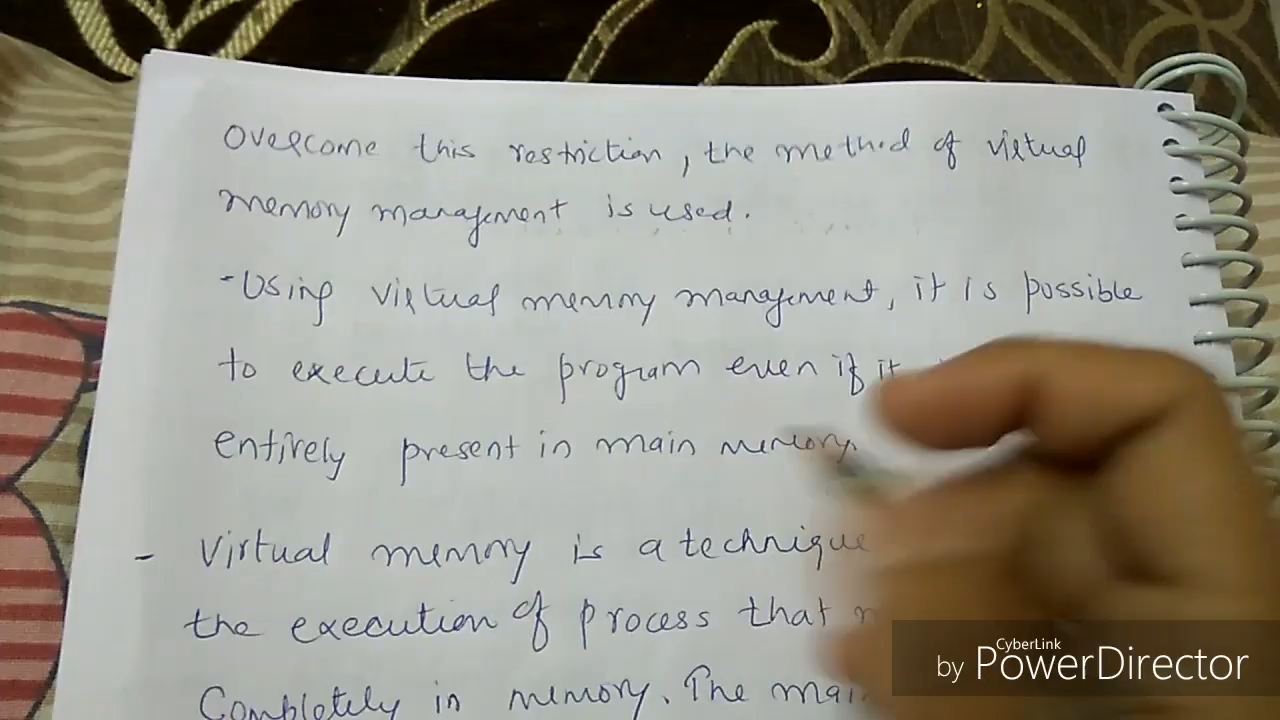 Overcome this restriction, the method of virtual
memory management is used.
- Using virtual memory management, it is possible
to execute the program even if it
entirely present in main memory.
- Virtual memory is a technique
the execution of process that
Completely in memory. The
CyberLink
by PowerDirector